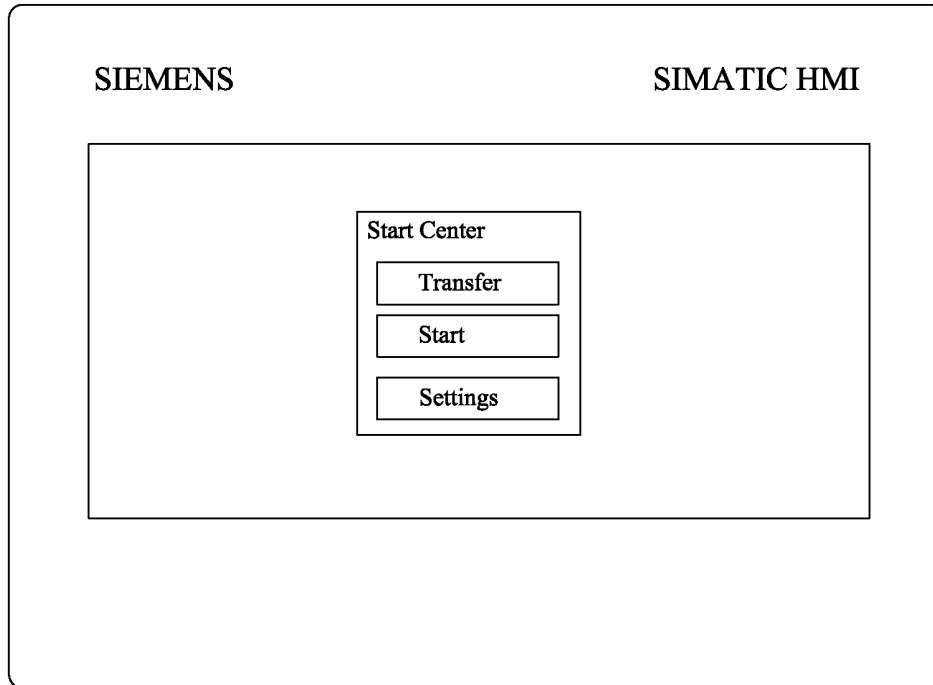 SIEMENS SIMATIC HMI
Start Center
Transfer
Start
Settings